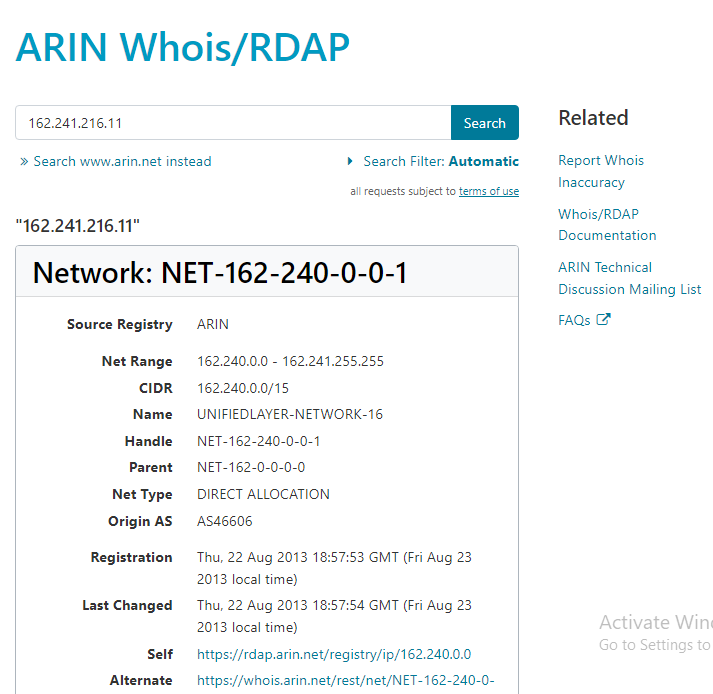 ARIN Whois/RDAP
162.241.216.11
Search
» Search www.arin.net instead
Search Filter: Automatic
all requests subject to terms of use
"162.241.216.11"
Network: NET-162-240-0-0-1
Source Registry ARIN
Net Range 162.240.0.0 - 162.241.255.255
CIDR 162.240.0.0/15
Name UNIFIEDLAYER-NETWORK-16
Handle NET-162-240-0-0-1
Parent NET-162-0-0-0-0
Net Type DIRECT ALLOCATION
Origin AS AS46606
Registration Thu, 22 Aug 2013 18:57:53 GMT (Fri Aug 23
2013 local time)
Last Changed Thu, 22 Aug 2013 18:57:54 GMT (Fri Aug 23
2013 local time)
Self https://rdap.arin.net/registry/ip/162.240.0.0
Alternate https://whois.arin.net/rest/net/NET-162-240-0-
Related
Report Whois
Inaccuracy
Whois/RDAP
Documentation
ARIN Technical
Discussion Mailing List
FAQs
Activate Win
Go to Settings to